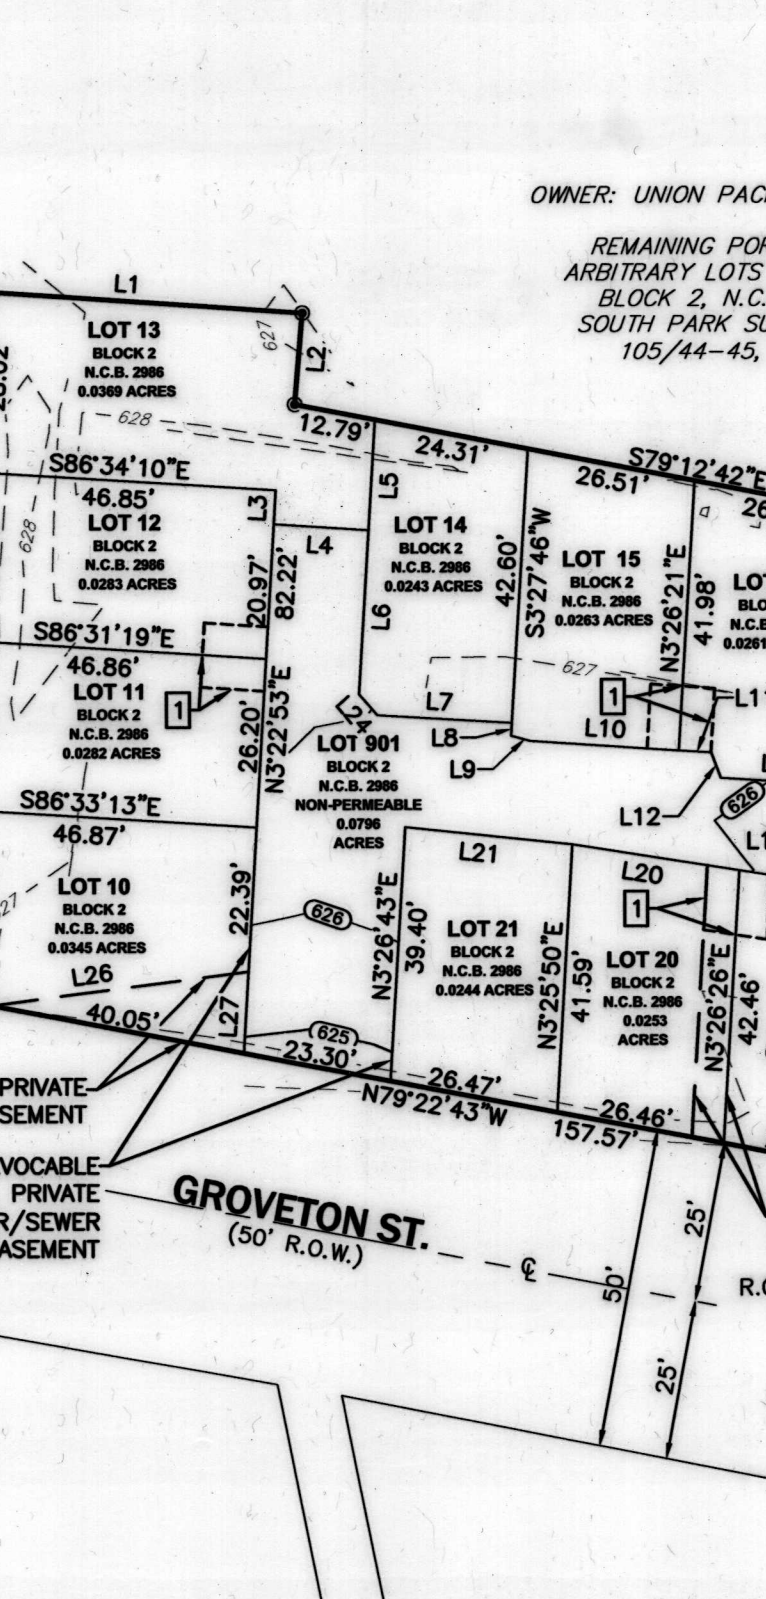 OWNER: UNION PAC
REMAINING POR
ARBITRARY LOTS
BLOCK 2, N.C.
SOUTH PARK SU
105/44-45,
L1
LOT 13
BLOCK 2
N.C.B. 2986
0.0369 ACRES
627
L2
628
12.79'
24.31'
S79°12'42"E
26.51'
26
S86°34'10"E
46.85'
L3
L4
L5
L6
LOT 12
BLOCK 2
N.C.B. 2986
0.0283 ACRES
628
20.97'
82.22'
LOT 14
BLOCK 2
N.C.B. 2986
0.0243 ACRES
42.60'
S3°27'46"W
LOT 15
BLOCK 2
N.C.B. 2986
0.0263 ACRES
N3°26'21"E
41.98'
LO
BLO
N.C.B
0.0261
S86°31'19"E
46.86'
LOT 11
BLOCK 2
N.C.B. 2986
0.0282 ACRES
1
26.20'
N3°22'53"E
627
1
L11
L24
L7
L8
L9
L10
L12
626
LOT 901
BLOCK 2
N.C.B. 2986
NON-PERMEABLE
0.0796
ACRES
S86°33'13"E
46.87'
L21
L20
L1
LOT 10
BLOCK 2
N.C.B. 2986
0.0345 ACRES
27
22.39'
626
N3°26'43"E
39.40'
LOT 21
BLOCK 2
N.C.B. 2986
0.0244 ACRES
N3°25'50"E
41.59'
1
LOT 20
BLOCK 2
N.C.B. 2986
0.0253
ACRES
N3°26'26"E
42.46'
L26
L27
40.05'
625
23.30'
26.47'
N79°22'43"W
26.46'
157.57'
PRIVATE
SEMENT
VOCABLE
PRIVATE
R/SEWER
ASEMENT
GROVETON ST.
(50' R.O.W.)
℄
50'
25'
25'
R.O